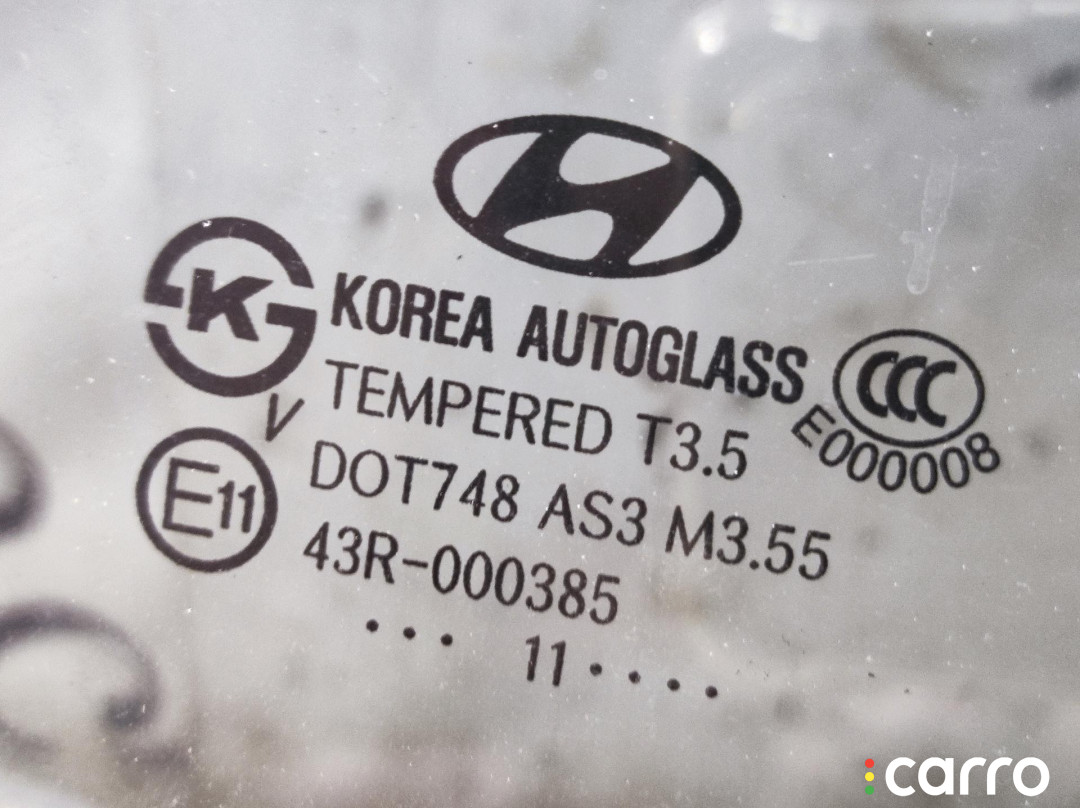 K
KOREA AUTOGLASS
CCC
E000008
TEMPERED T3.5
V
DOT748 AS3 M3.55
E11
43R-000385
... 11....
carro